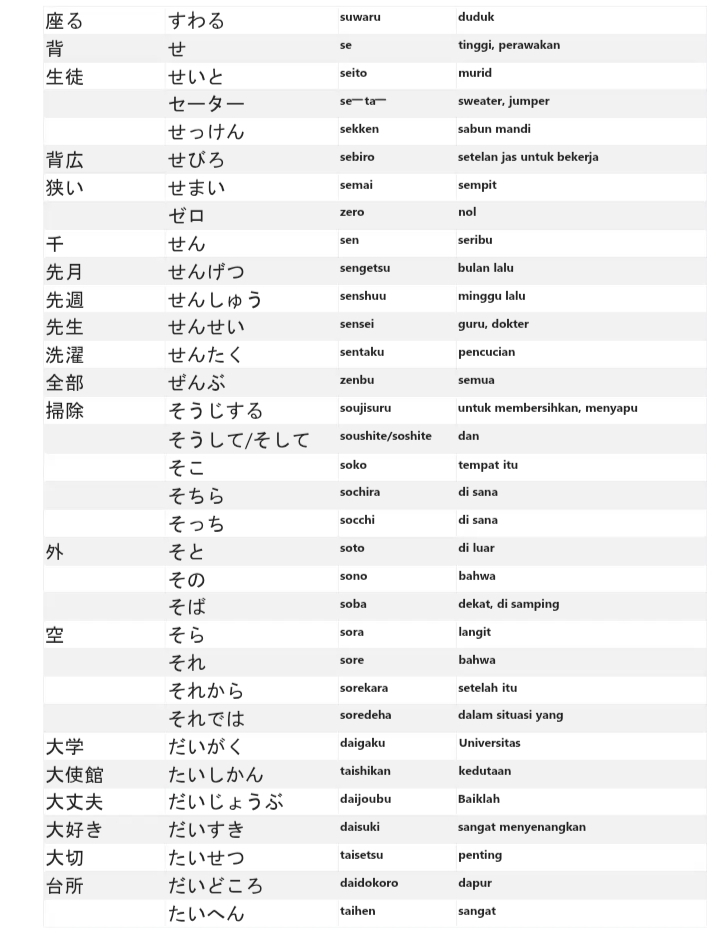 座る すわる suwaru duduk
背 せ se tinggi, perawakan
生徒 せいと seito murid
セーター seーtaー sweater, jumper
せっけん sekken sabun mandi
背広 せびろ sebiro setelan jas untuk bekerja
狭い せまい semai sempit
ゼロ zero nol
千 せん sen seribu
先月 せんげつ sengetsu bulan lalu
先週 せんしゅう senshuu minggu lalu
先生 せんせい sensei guru, dokter
洗濯 せんたく sentaku pencucian
全部 ぜんぶ zenbu semua
掃除 そうじする soujisuru untuk membersihkan, menyapu
そうして/そして soushite/soshite dan
そこ soko tempat itu
そちら sochira di sana
そっち socchi di sana
外 そと soto di luar
その sono bahwa
そば soba dekat, di samping
空 そら sora langit
それ sore bahwa
それから sorekara setelah itu
それでは soredeha dalam situasi yang
大学 だいがく daigaku Universitas
大使館 たいしかん taishikan kedutaan
大丈夫 だいじょうぶ daijoubu Baiklah
大好き だいすき daisuki sangat menyenangkan
大切 たいせつ taisetsu penting
台所 だいどころ daidokoro dapur
たいへん taihen sangat